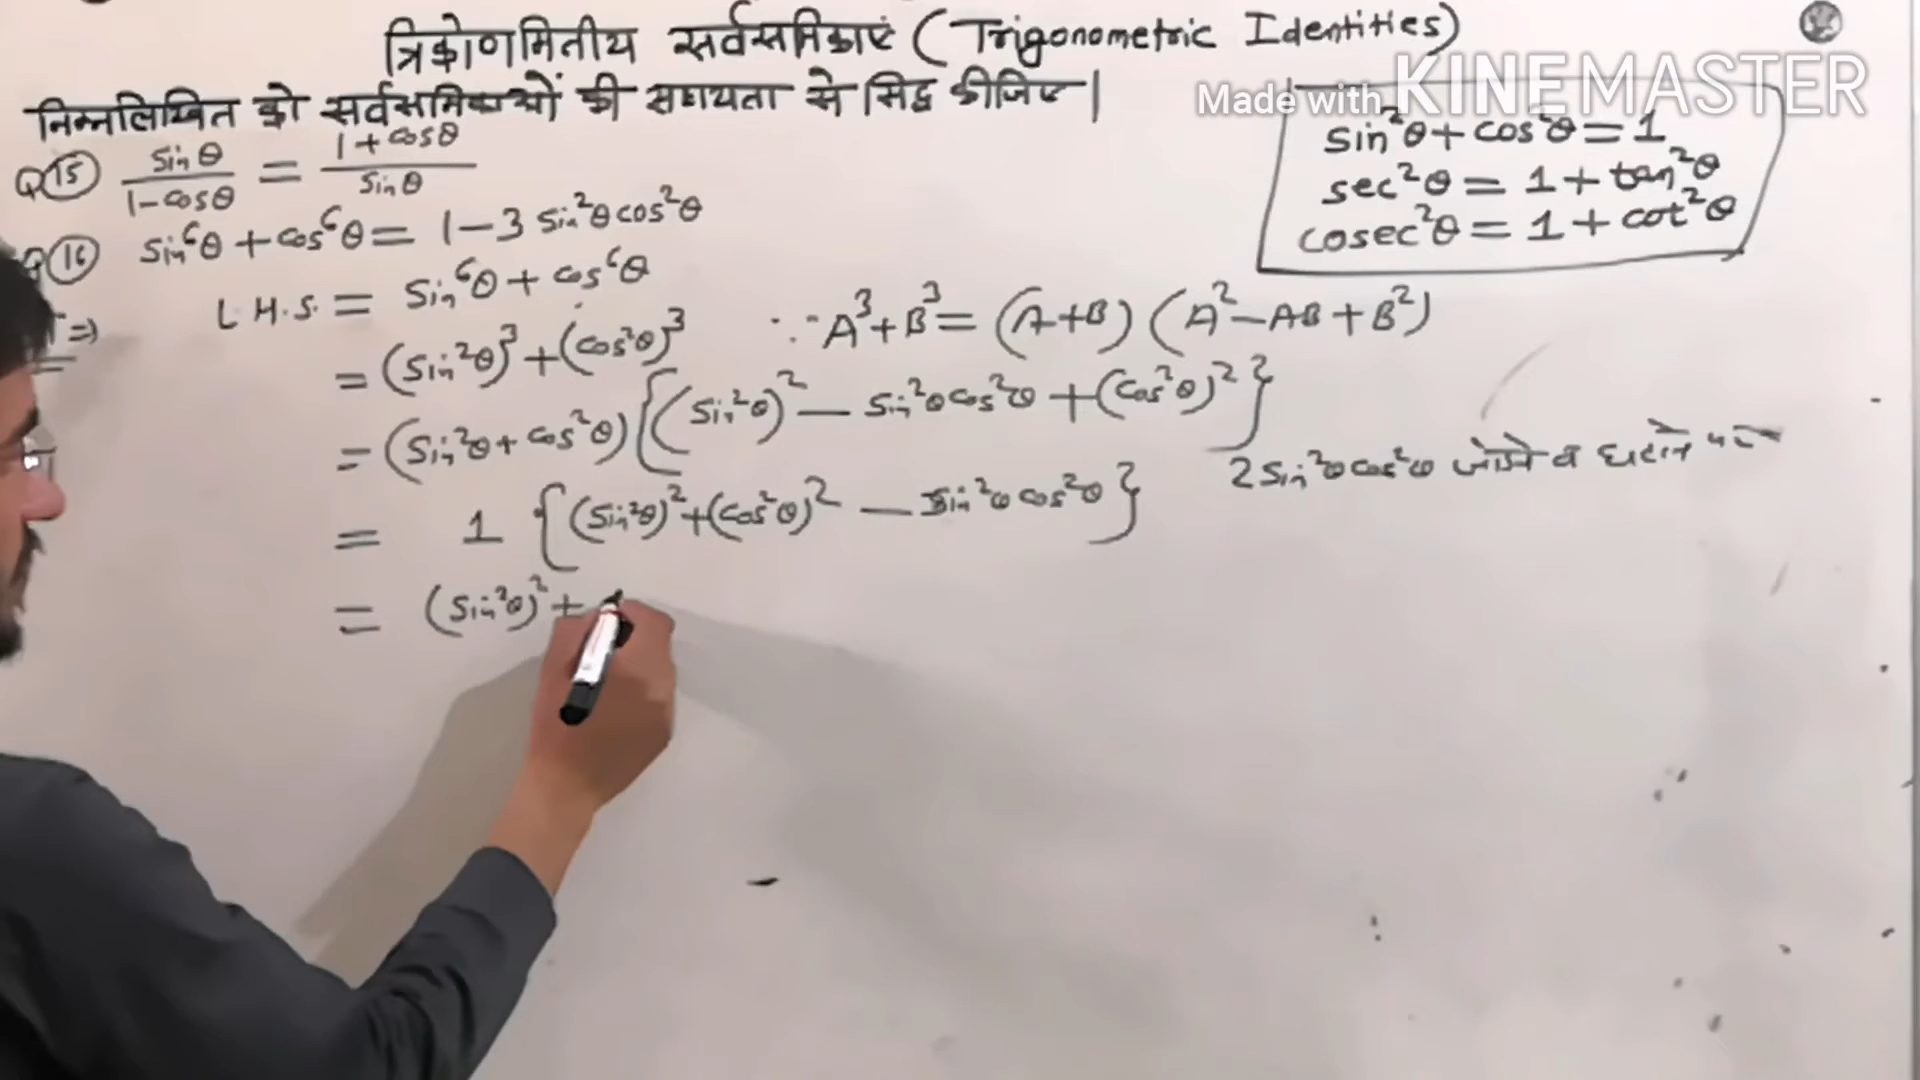 त्रिकोणमितीय सर्वसमिकाएं (Trigonometric Identities)
Made with KINEMASTER
निम्नलिखित को सर्वसमिकाओं की सहायता से सिद्ध कीजिए।
Q15 sinθ/1-cosθ = 1+cosθ/sinθ
sin²θ+cos²θ=1
sec²θ = 1+tan²θ
cosec²θ = 1+cot²θ
Q16 sin⁶θ+cos⁶θ = 1-3 sin²θcos²θ
⇒ L.H.S. = sin⁶θ+cos⁶θ
= (sin²θ)³+(cos²θ)³ ∵A³+B³=(A+B)(A²-AB+B²)
= (sin²θ+cos²θ){(sin²θ)²-sin²θcos²θ+(cos²θ)²}
= 1 {(sin²θ)²+(cos²θ)²-sin²θcos²θ} 2sin²θcos²θ जोड़ने व घटाने पर
= (sin²θ)²+